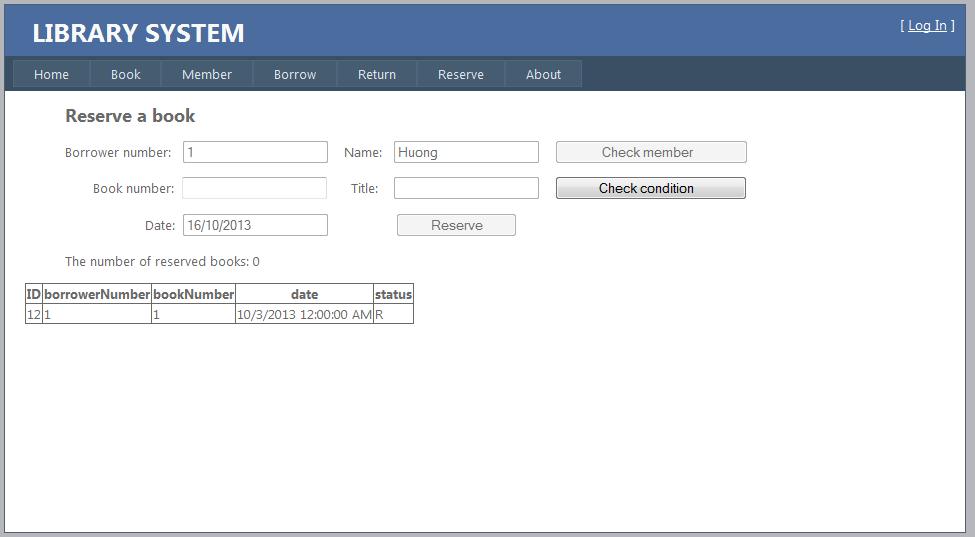 LIBRARY SYSTEM
[ Log In ]
Home Book Member Borrow Return Reserve About
Reserve a book
Borrower number: 1 Name: Huong Check member
Book number: Title: Check condition
Date: 16/10/2013 Reserve
The number of reserved books: 0
ID borrowerNumber bookNumber date status
12 1 1 10/3/2013 12:00:00 AM R